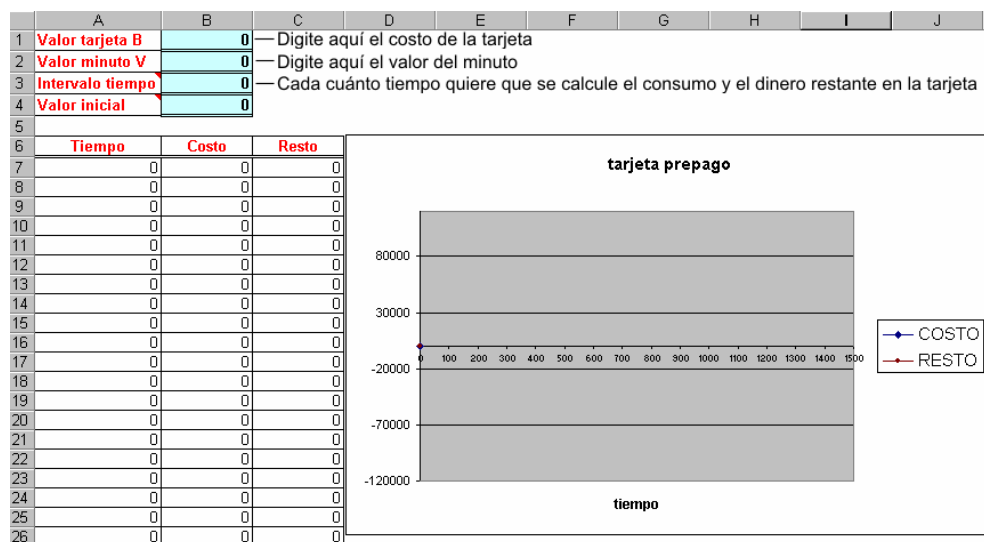 A B C D E F G H I J
1 Valor tarjeta B 0 Digite aquí el costo de la tarjeta
2 Valor minuto V 0 Digite aquí el valor del minuto
3 Intervalo tiempo 0 Cada cuánto tiempo quiere que se calcule el consumo y el dinero restante en la tarjeta
4 Valor inicial 0
5
6 Tiempo Costo Resto
7 0 0 0
tarjeta prepago
8 0 0 0
9 0 0 0
10 0 0 0
11 0 0 0
12 0 0 0
80000
13 0 0 0
14 0 0 0
15 0 0 0
30000
16 0 0 0
COSTO
17 0 0 0
0 100 200 300 400 500 600 700 800 900 1000 1100 1200 1300 1400 1500
RESTO
-20000
18 0 0 0
19 0 0 0
20 0 0 0
-70000
21 0 0 0
22 0 0 0
23 0 0 0
-120000
24 0 0 0
tiempo
25 0 0 0
26 0 0 0